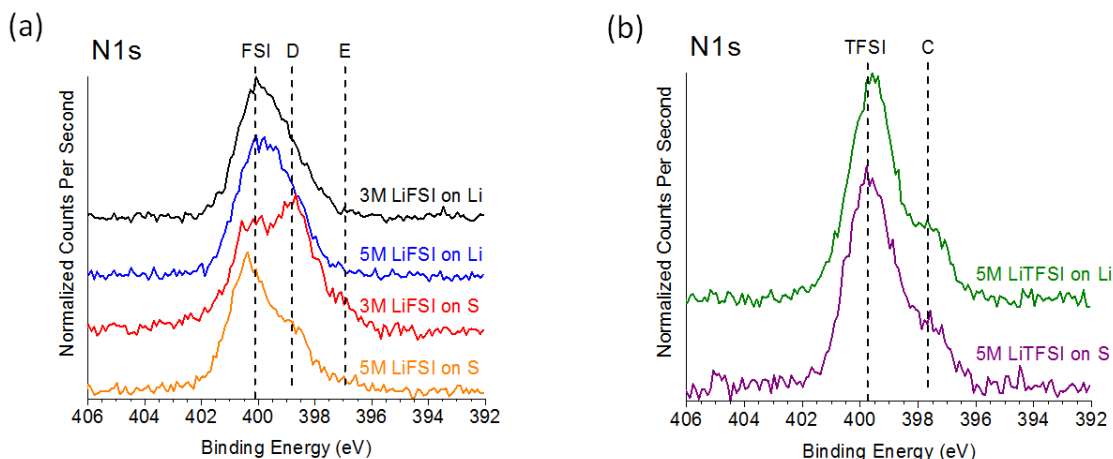 (a)
N1s
FSI D E
Normalized Counts Per Second
3M LiFSI on Li
5M LiFSI on Li
3M LiFSI on S
5M LiFSI on S
406 404 402 400 398 396 394 392
Binding Energy (eV)
(b)
N1s
TFSI C
Normalized Counts Per Second
5M LiTFSI on Li
5M LiTFSI on S
406 404 402 400 398 396 394 392
Binding Energy (eV)